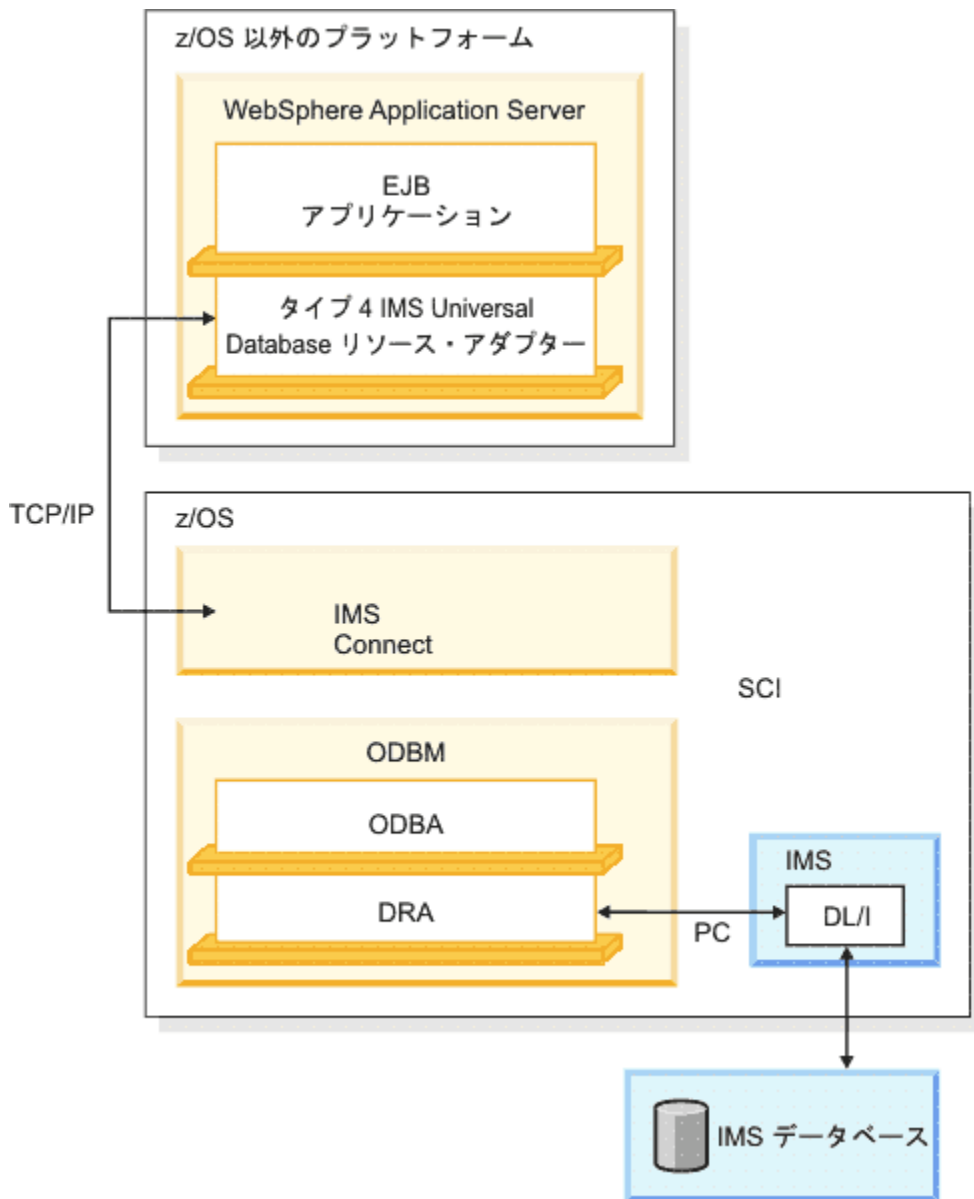 z/OS 以外のプラットフォーム
WebSphere Application Server
EJB
アプリケーション
タイプ 4 IMS Universal
Database リソース・アダプター
TCP/IP
z/OS
IMS
Connect
SCI
ODBM
ODBA
DRA
PC
IMS
DL/I
IMS データベース